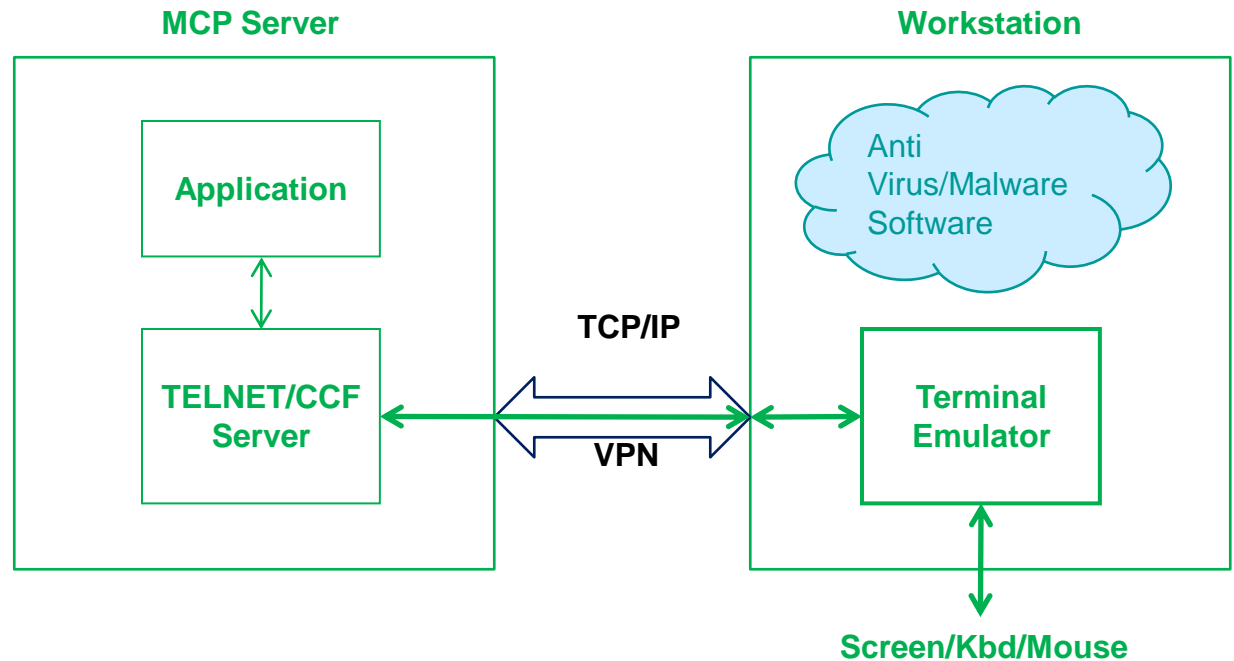 MCP Server
Workstation
Application
Anti
Virus/Malware
Software
TCP/IP
TELNET/CCF
Server
VPN
Terminal
Emulator
Screen/Kbd/Mouse